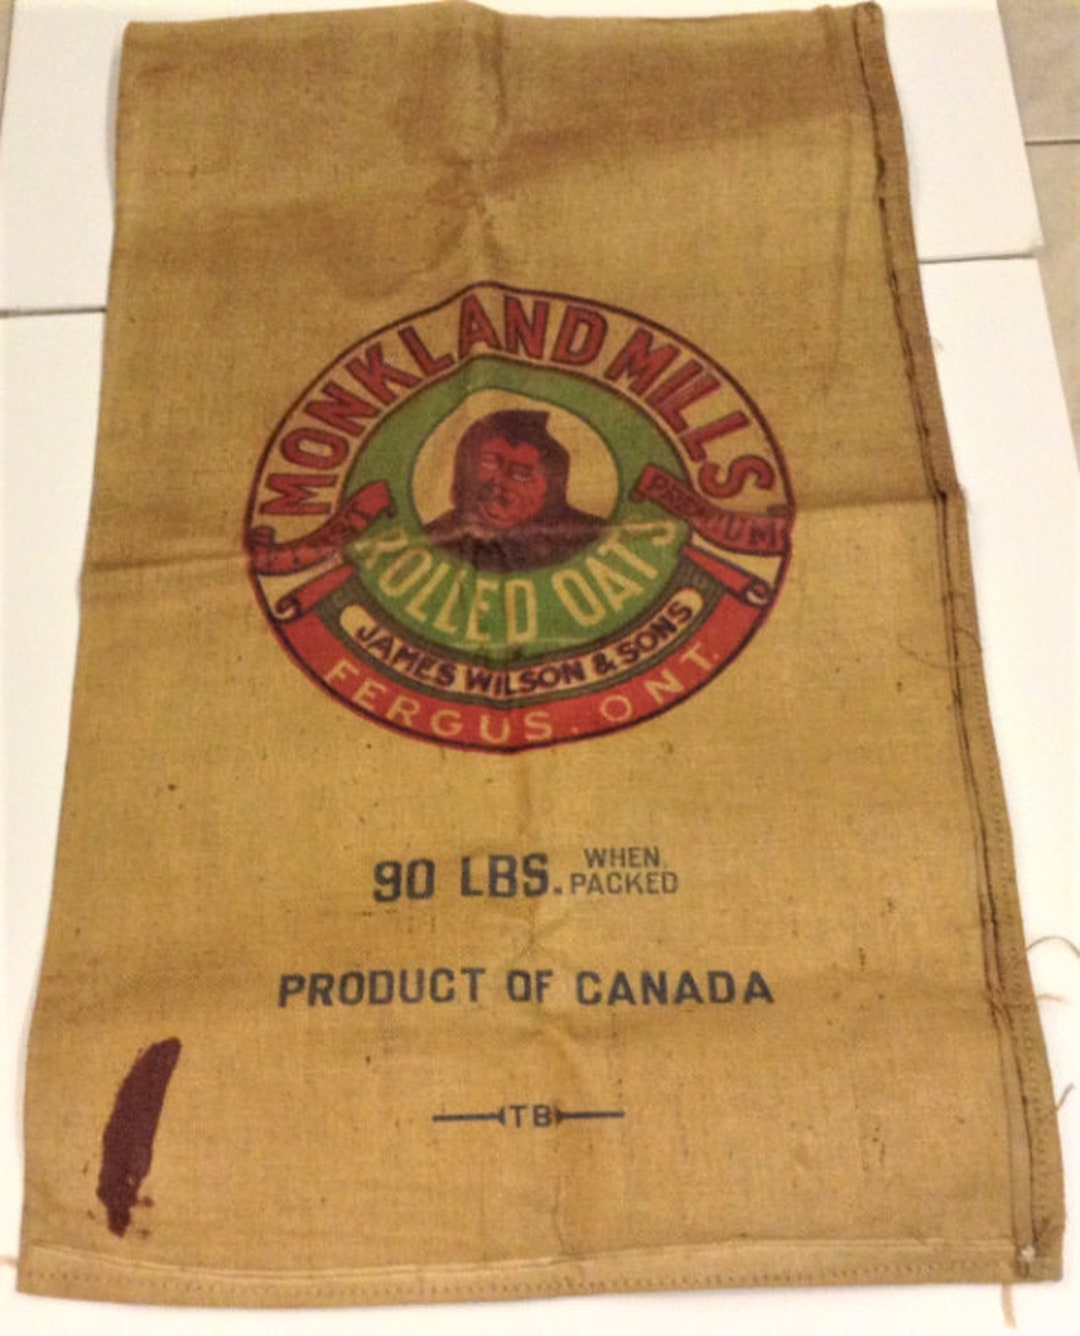 MONKLAND MILLS
PREMIUM
ROLLED OATS
JAMES WILSON & SONS
FERGUS, ONT.
90 LBS. WHEN
PACKED
PRODUCT OF CANADA
TB